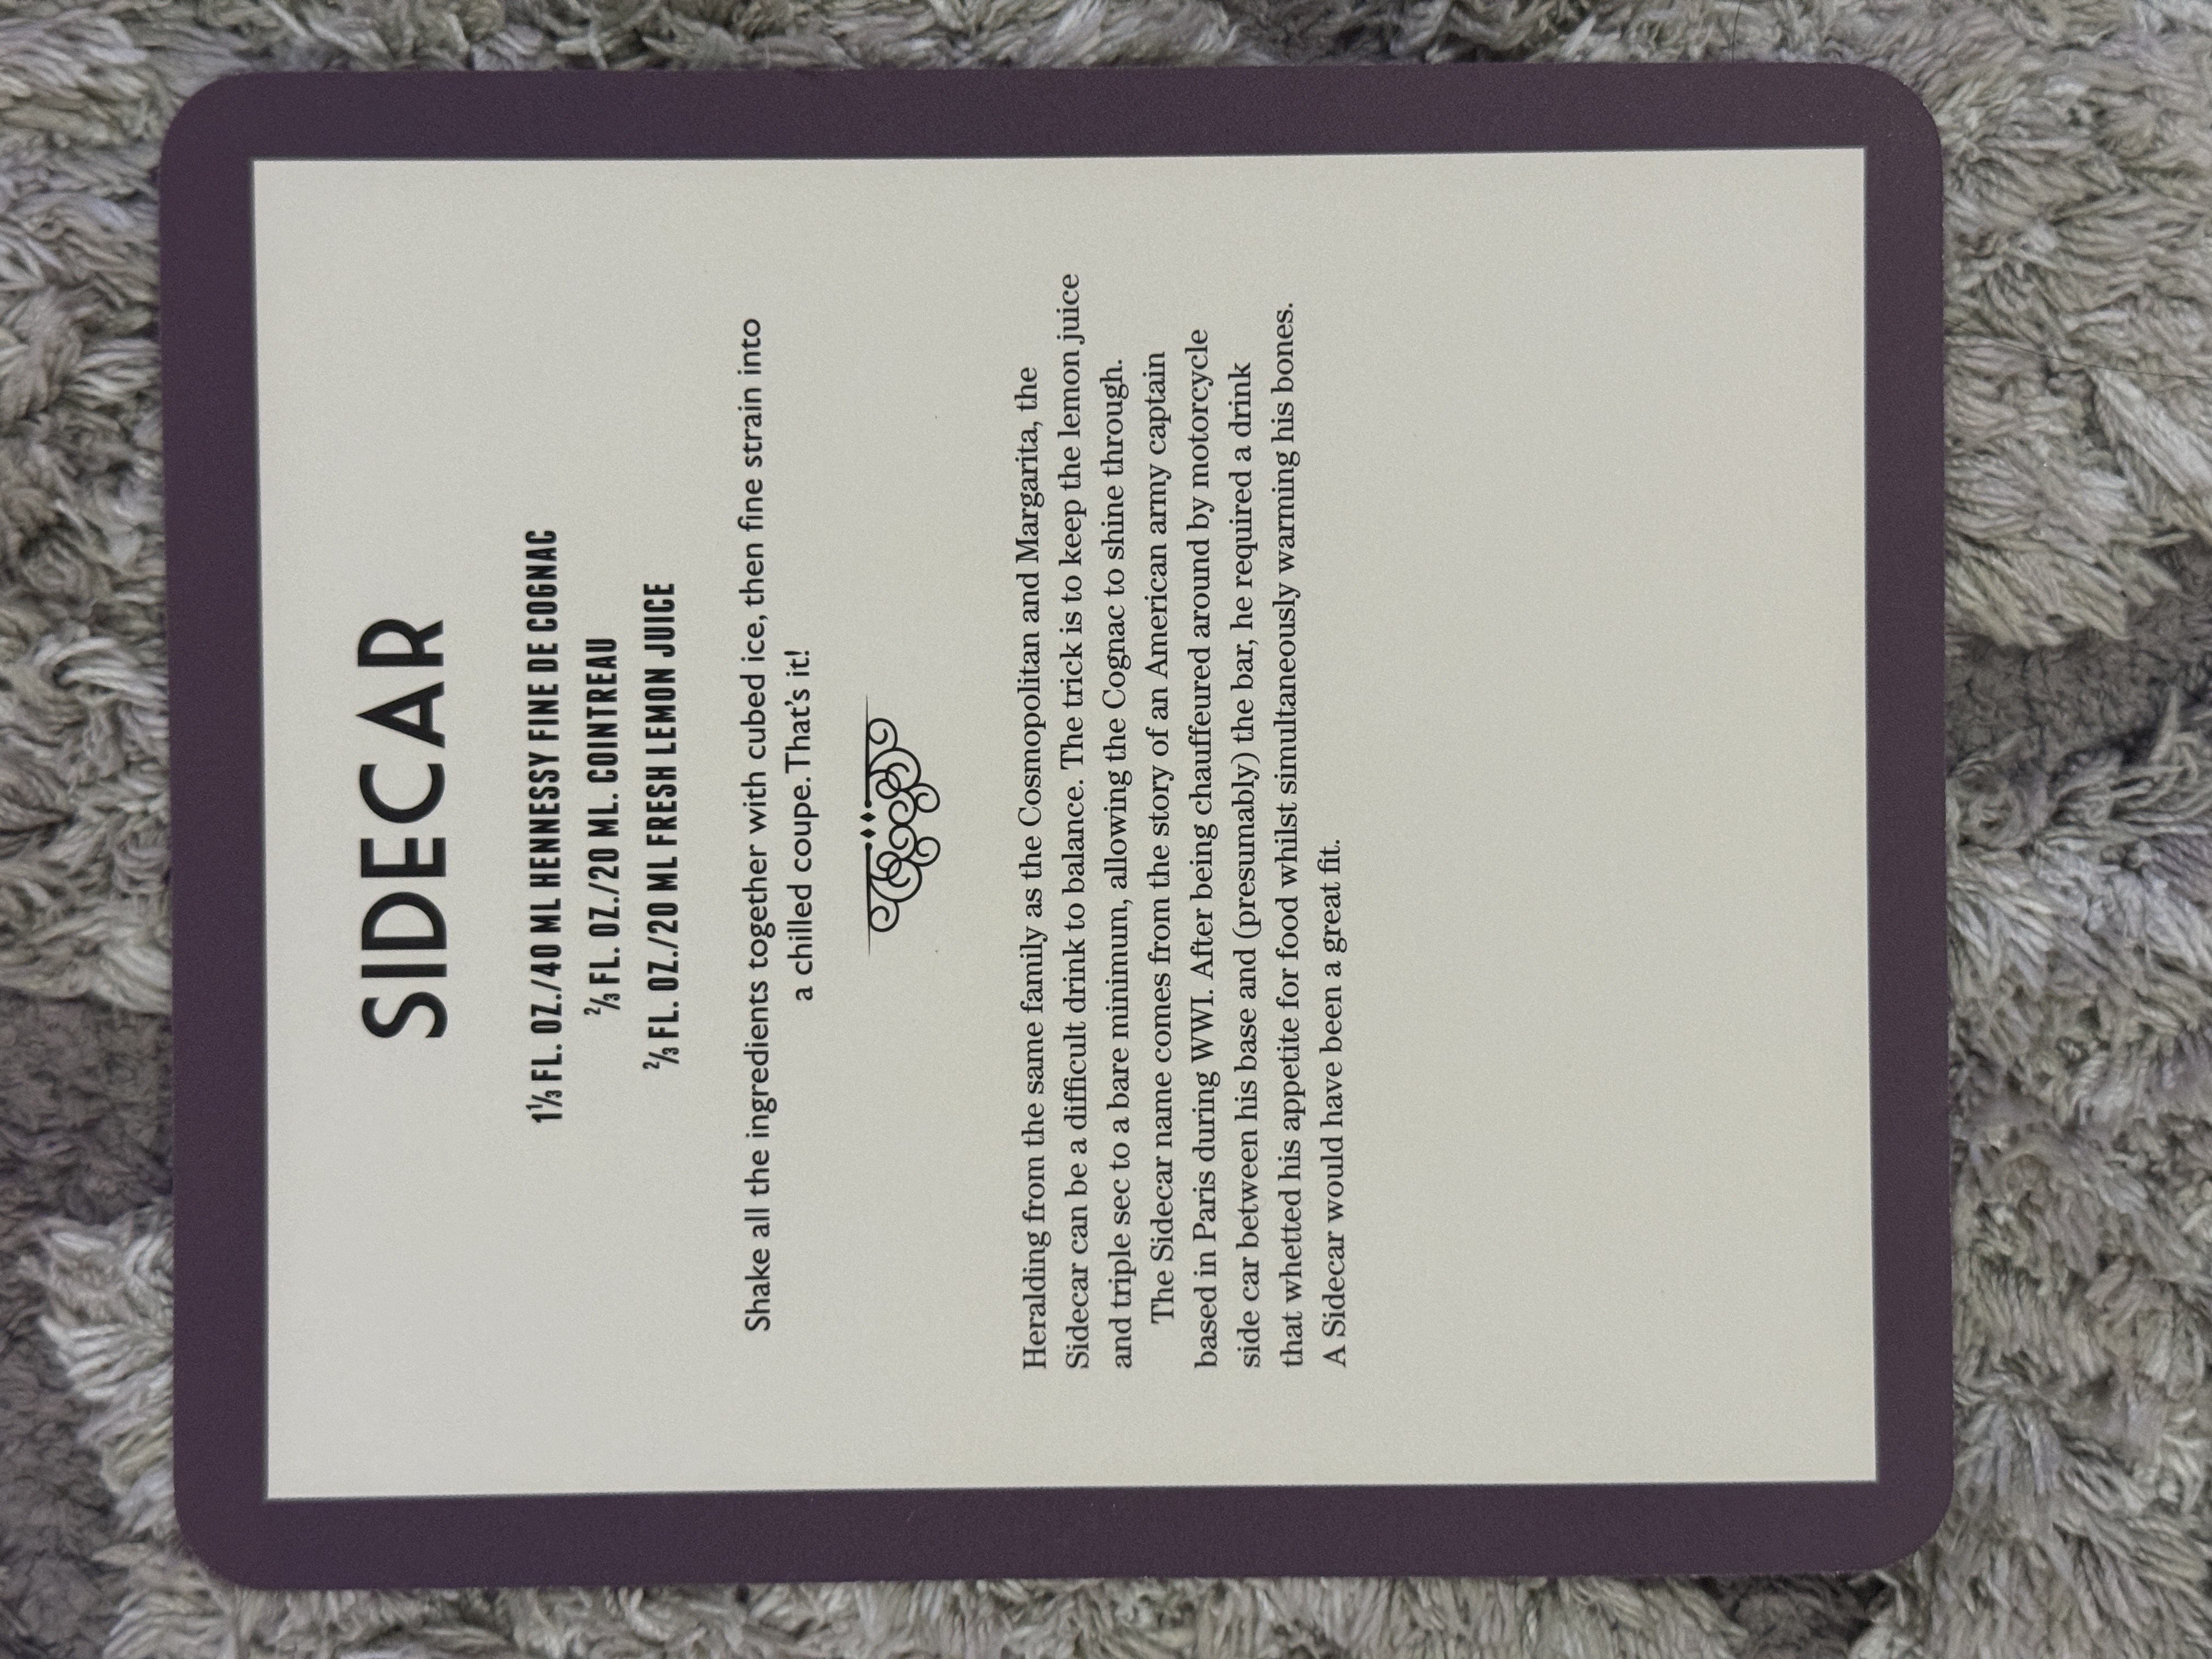 SIDECAR
1⅓ FL. OZ./40 ML HENNESSY FINE DE COGNAC
⅔ FL. OZ./20 ML. COINTREAU
⅔ FL. OZ./20 ML FRESH LEMON JUICE
Shake all the ingredients together with cubed ice, then fine strain into
a chilled coupe. That's it!
Heralding from the same family as the Cosmopolitan and Margarita, the
Sidecar can be a difficult drink to balance. The trick is to keep the lemon juice
and triple sec to a bare minimum, allowing the Cognac to shine through.
The Sidecar name comes from the story of an American army captain
based in Paris during WWI. After being chauffeured around by motorcycle
side car between his base and (presumably) the bar, he required a drink
that whetted his appetite for food whilst simultaneously warming his bones.
A Sidecar would have been a great fit.